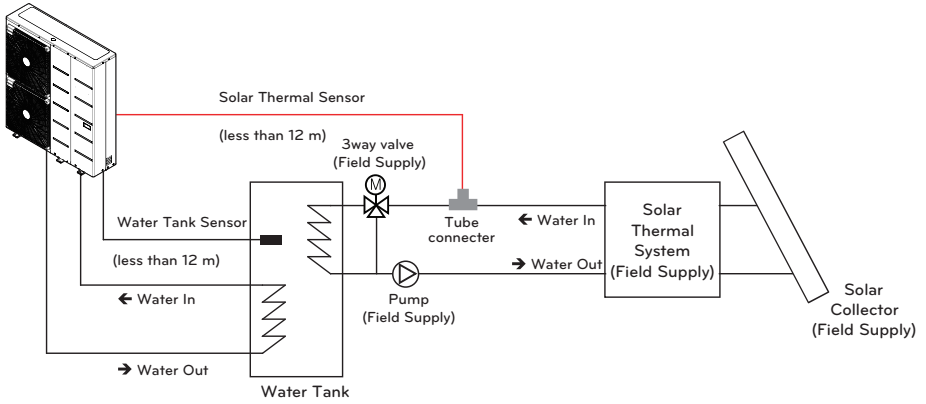 Solar Thermal Sensor
(less than 12 m)
3way valve
(Field Supply)
M
Water Tank Sensor
(less than 12 m)
Tube
connecter
← Water In
→ Water Out
Solar
Thermal
System
(Field Supply)
← Water In
→ Water Out
Pump
(Field Supply)
Solar
Collector
(Field Supply)
Water Tank